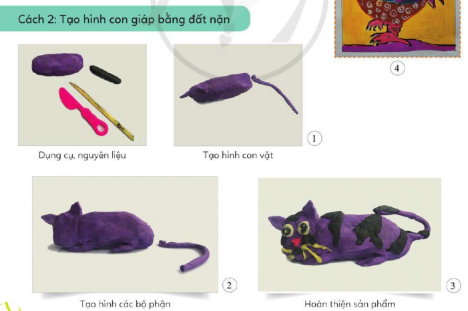 Cách 2: Tạo hình con giáp bằng đất nặn
4
Dụng cụ, nguyên liệu
1
Tạo hình con vật
2
3
Tạo hình các bộ phận
Hoàn thiện sản phẩm